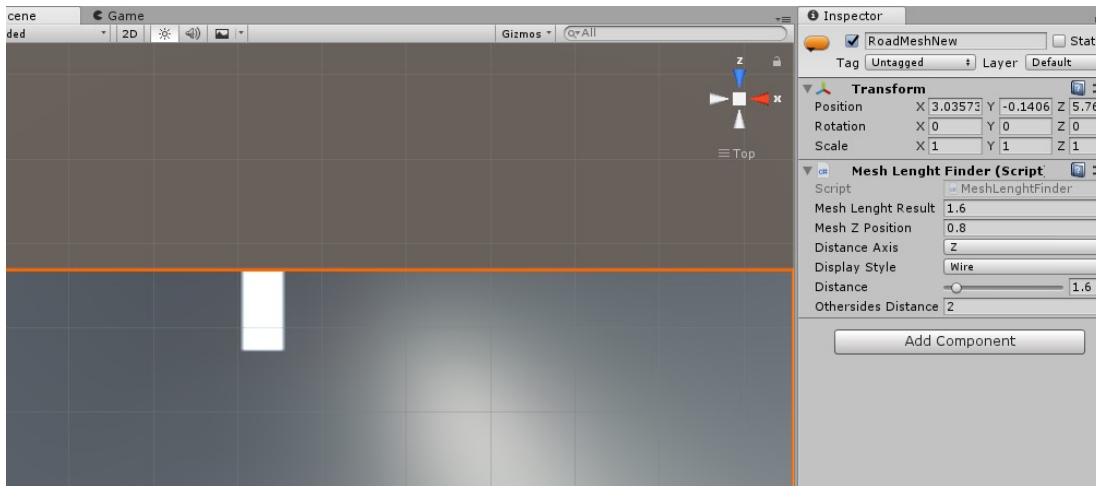 cene
Game
ded
2D
Gizmos
All
z
x
Top
Inspector
RoadMeshNew
Stat
Tag Untagged Layer Default
Transform
Position X 3.03573 Y -0.1406 Z 5.76
Rotation X 0 Y 0 Z 0
Scale X 1 Y 1 Z 1
Mesh Lenght Finder (Script)
Script MeshLenghtFinder
Mesh Lenght Result 1.6
Mesh Z Position 0.8
Distance Axis Z
Display Style Wire
Distance 1.6
Othersides Distance 2
Add Component